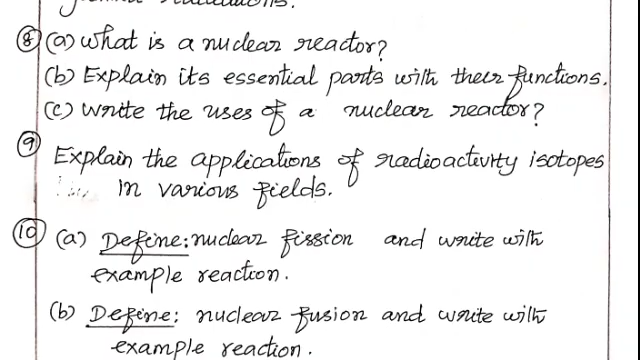 8 (a) What is a nuclear reactor?
(b) Explain its essential parts with their functions.
(c) Write the uses of a nuclear reactor?
9 Explain the applications of radioactivity isotopes
in various fields.
10 (a) Define: nuclear fission and write with
example reaction.
(b) Define: nuclear fusion and write with
example reaction.